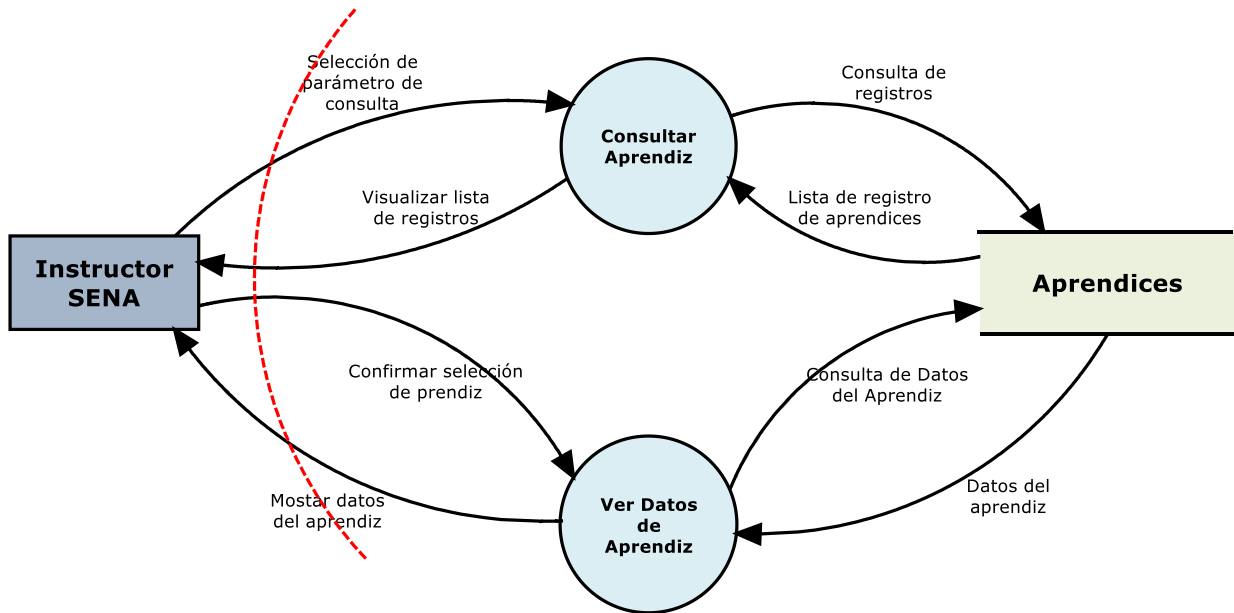 Selección de
parámetro de
consulta
Consulta de
registros
Consultar
Aprendiz
Visualizar lista
de registros
Lista de registro
de aprendices
Instructor
SENA
Aprendices
Confirmar selección
de prendiz
Consulta de Datos
del Aprendiz
Mostar datos
del aprendiz
Ver Datos
de
Aprendiz
Datos del
aprendiz